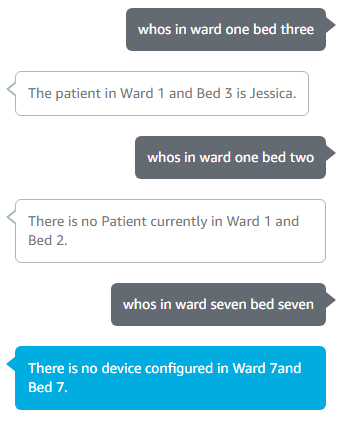 whos in ward one bed three
The patient in Ward 1 and Bed 3 is Jessica.
whos in ward one bed two
There is no Patient currently in Ward 1 and
Bed 2.
whos in ward seven bed seven
There is no device configured in Ward 7and
Bed 7.